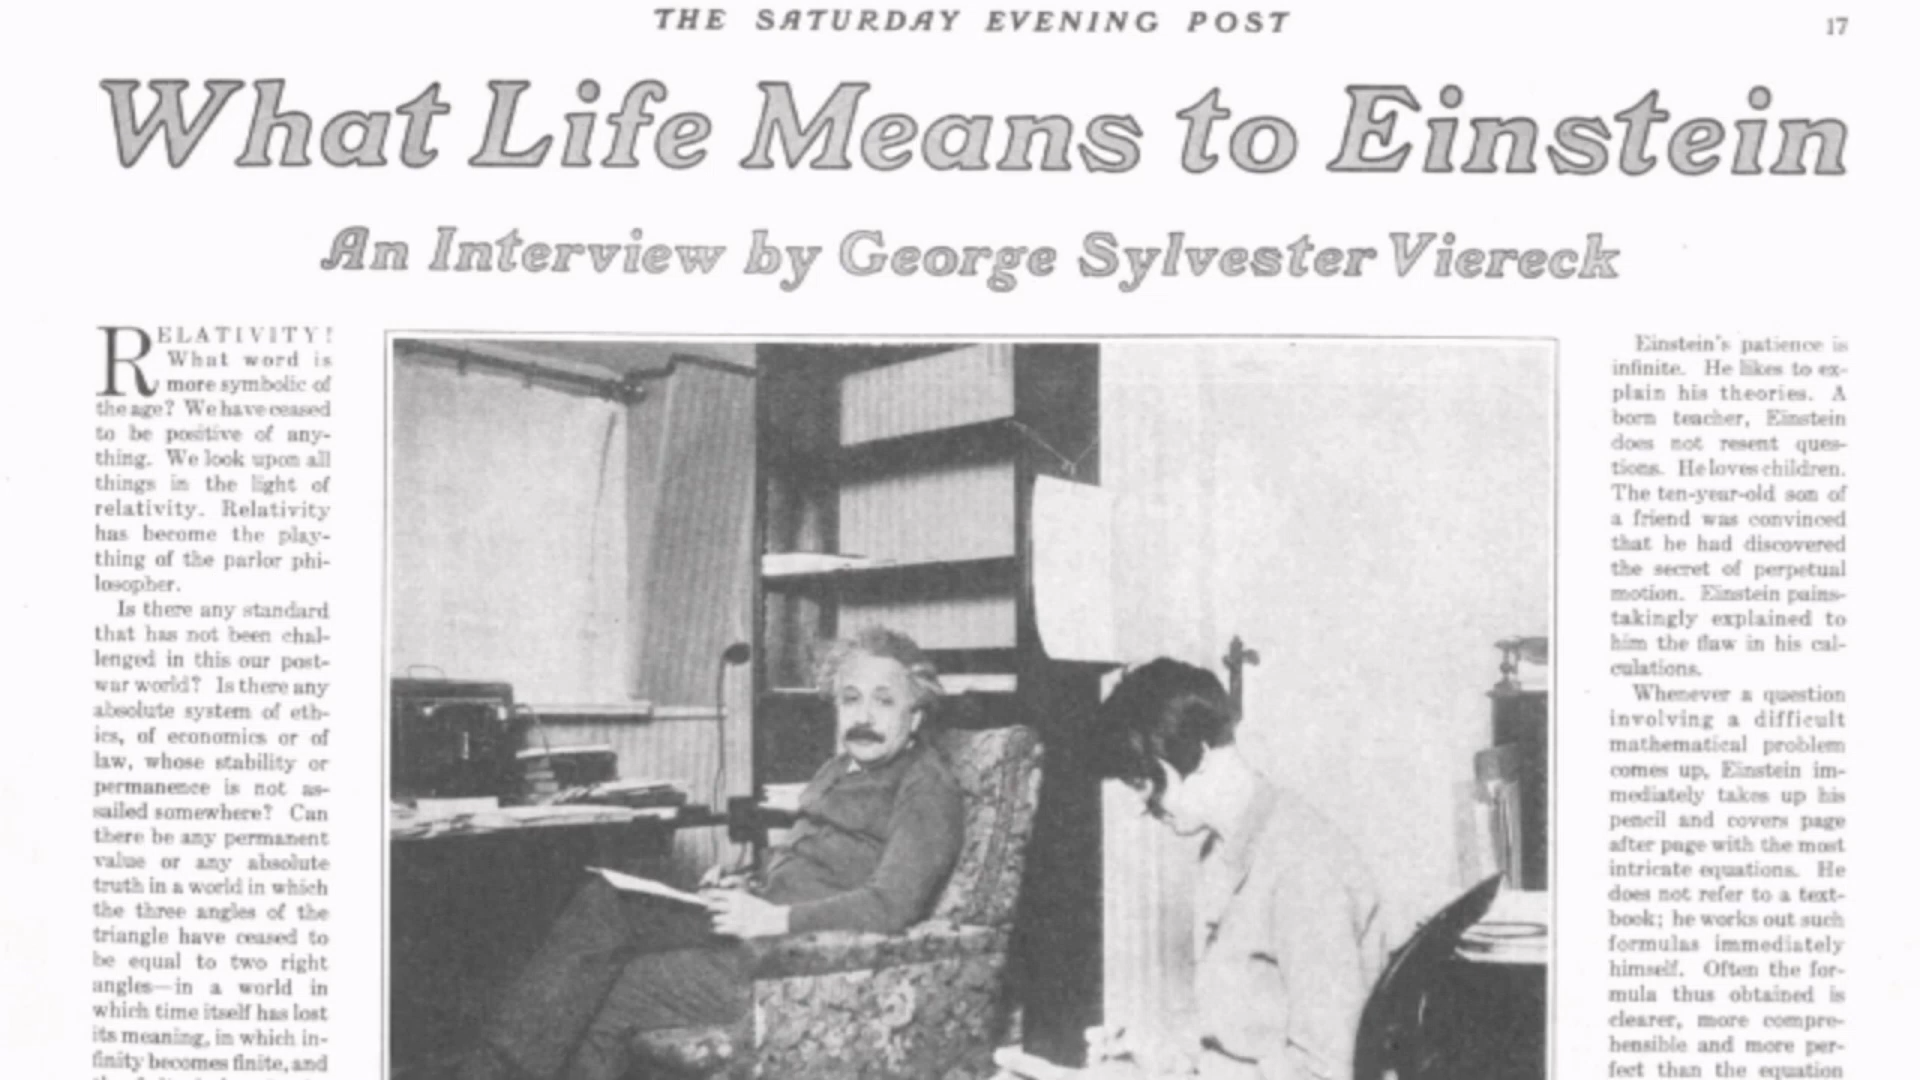 THE SATURDAY EVENING POST
17
What Life Means to Einstein
An Interview by George Sylvester Viereck
RELATIVITY!
What word is
more symbolic of
the age? We have ceased
to be positive of any-
thing. We look upon all
things in the light of
relativity. Relativity
has become the play-
thing of the parlor phi-
losopher.
Is there any standard
that has not been chal-
lenged in this our post-
war world? Is there any
absolute system of eth-
ics, of economics or of
law, whose stability or
permanence is not as-
sailed somewhere? Can
there be any permanent
value or any absolute
truth in a world in which
the three angles of the
triangle have ceased to
be equal to two right
angles—in a world in
which time itself has lost
its meaning, in which in-
finity becomes finite, and
Einstein's patience is
infinite. He likes to ex-
plain his theories. A
born teacher, Einstein
does not resent ques-
tions. He loves children.
The ten-year-old son of
a friend was convinced
that he had discovered
the secret of perpetual
motion. Einstein pains-
takingly explained to
him the flaw in his cal-
culations.
Whenever a question
involving a difficult
mathematical problem
comes up, Einstein im-
mediately takes up his
pencil and covers page
after page with the most
intricate equations. He
does not refer to a text-
book; he works out such
formulas immediately
himself. Often the for-
mula thus obtained is
clearer, more compre-
hensible and more per-
fect than the equation